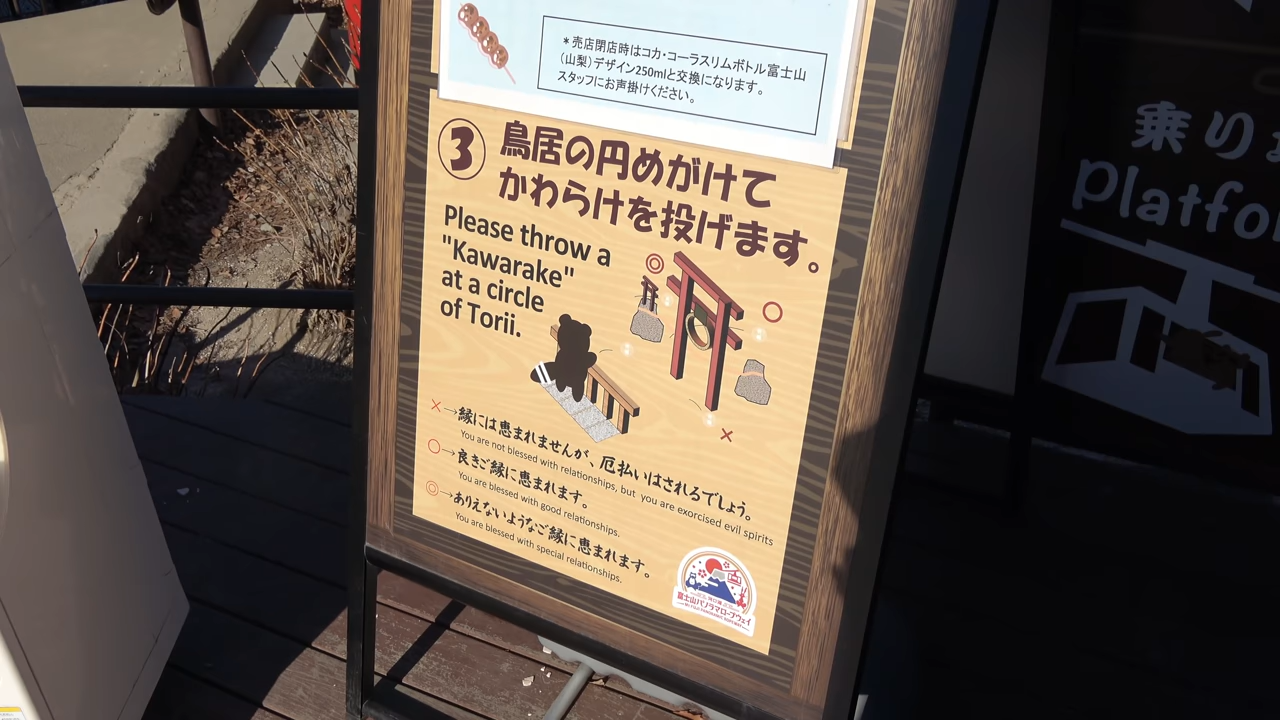 ＊売店閉店時はコカ・コーラスリムボトル富士山
（山梨）デザイン250mlと交換になります。
スタッフにお声掛けください。
3
鳥居の円めがけて
かわらけを投げます。
Please throw a
"Kawarake"
at a circle
of Torii.
×→縁には恵まれませんが、厄払いはされるでしょう。
You are not blessed with relationships, but you are exorcised evil spirits
○→良きご縁に恵まれます。
You are blessed with good relationships.
◎→ありえないようなご縁に恵まれます。
You are blessed with special relationships.
富士山パノラマロープウェイ
乗り
Platfo